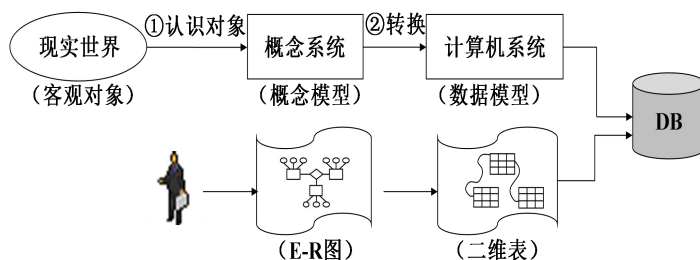 现实世界
①认识对象
概念系统
②转换
计算机系统
(客观对象)
(概念模型)
(数据模型)
DB
(E-R图)
(二维表)